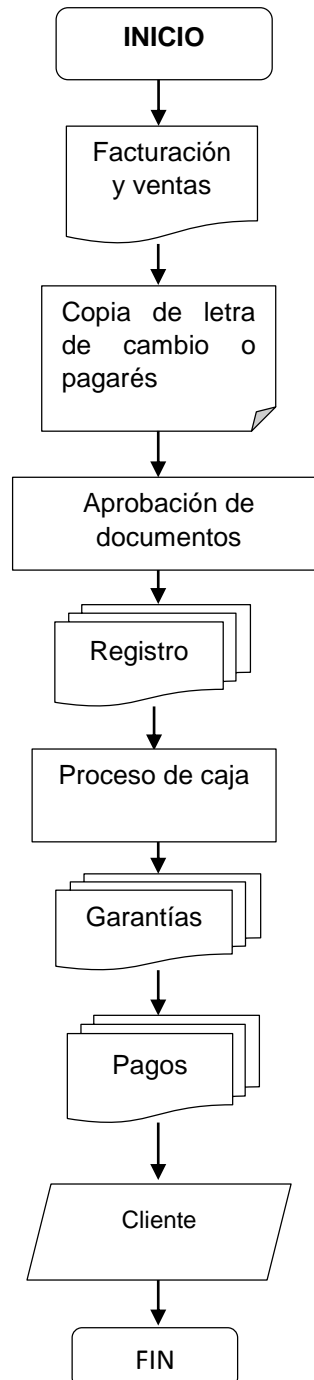 INICIO
Facturación
y ventas
Copia de letra
de cambio o
pagarés
Aprobación de
documentos
Registro
Proceso de caja
Garantías
Pagos
Cliente
FIN